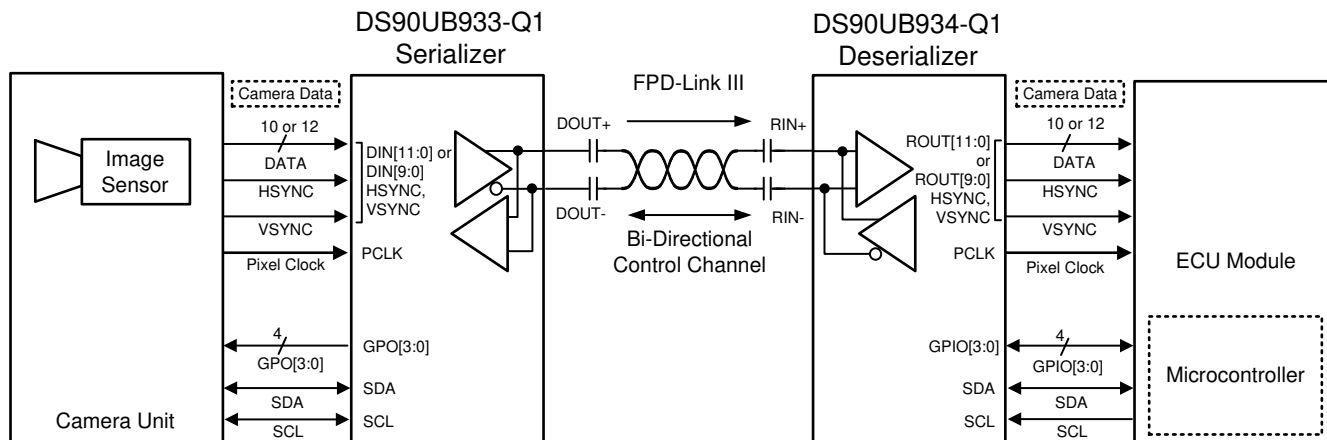 DS90UB933-Q1
Serializer
DS90UB934-Q1
Deserializer
Camera Data
FPD-Link III
Camera Data
Image
Sensor
10 or 12
DATA
HSYNC
VSYNC
Pixel Clock
DIN[11:0] or
DIN[9:0]
HSYNC,
VSYNC
PCLK
DOUT+
DOUT-
RIN+
RIN-
Bi-Directional
Control Channel
ROUT[11:0]
or
ROUT[9:0]
HSYNC,
VSYNC
PCLK
10 or 12
DATA
HSYNC
VSYNC
Pixel Clock
ECU Module
4
GPO[3:0]
GPO[3:0]
GPIO[3:0]
4
GPIO[3:0]
SDA
SDA
SDA
SDA
SCL
SCL
SCL
SCL
Camera Unit
Microcontroller